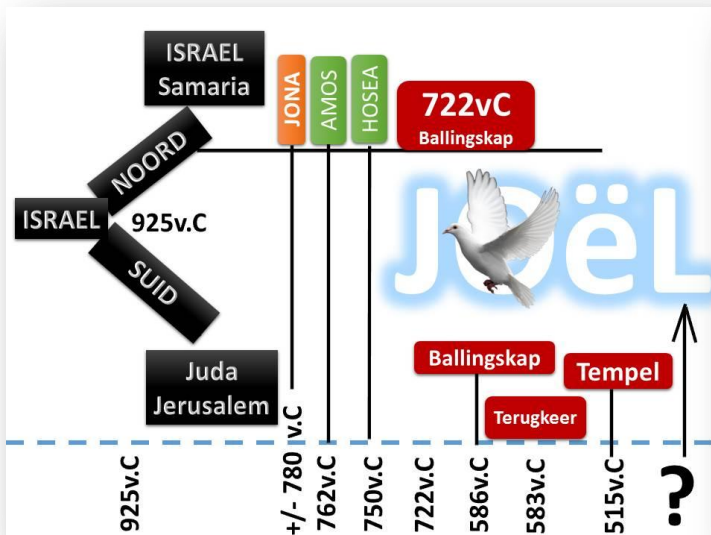 ISRAEL
Samaria
JONA
AMOS
HOSEA
722vC
Ballingskap
NOORD
ISRAEL
925v.C
SUID
JOëL
Juda
Jerusalem
Ballingskap
Tempel
Terugkeer
925v.C
+/- 780 v.C
762v.C
750v.C
722v.C
586v.C
583v.C
515v.C
?